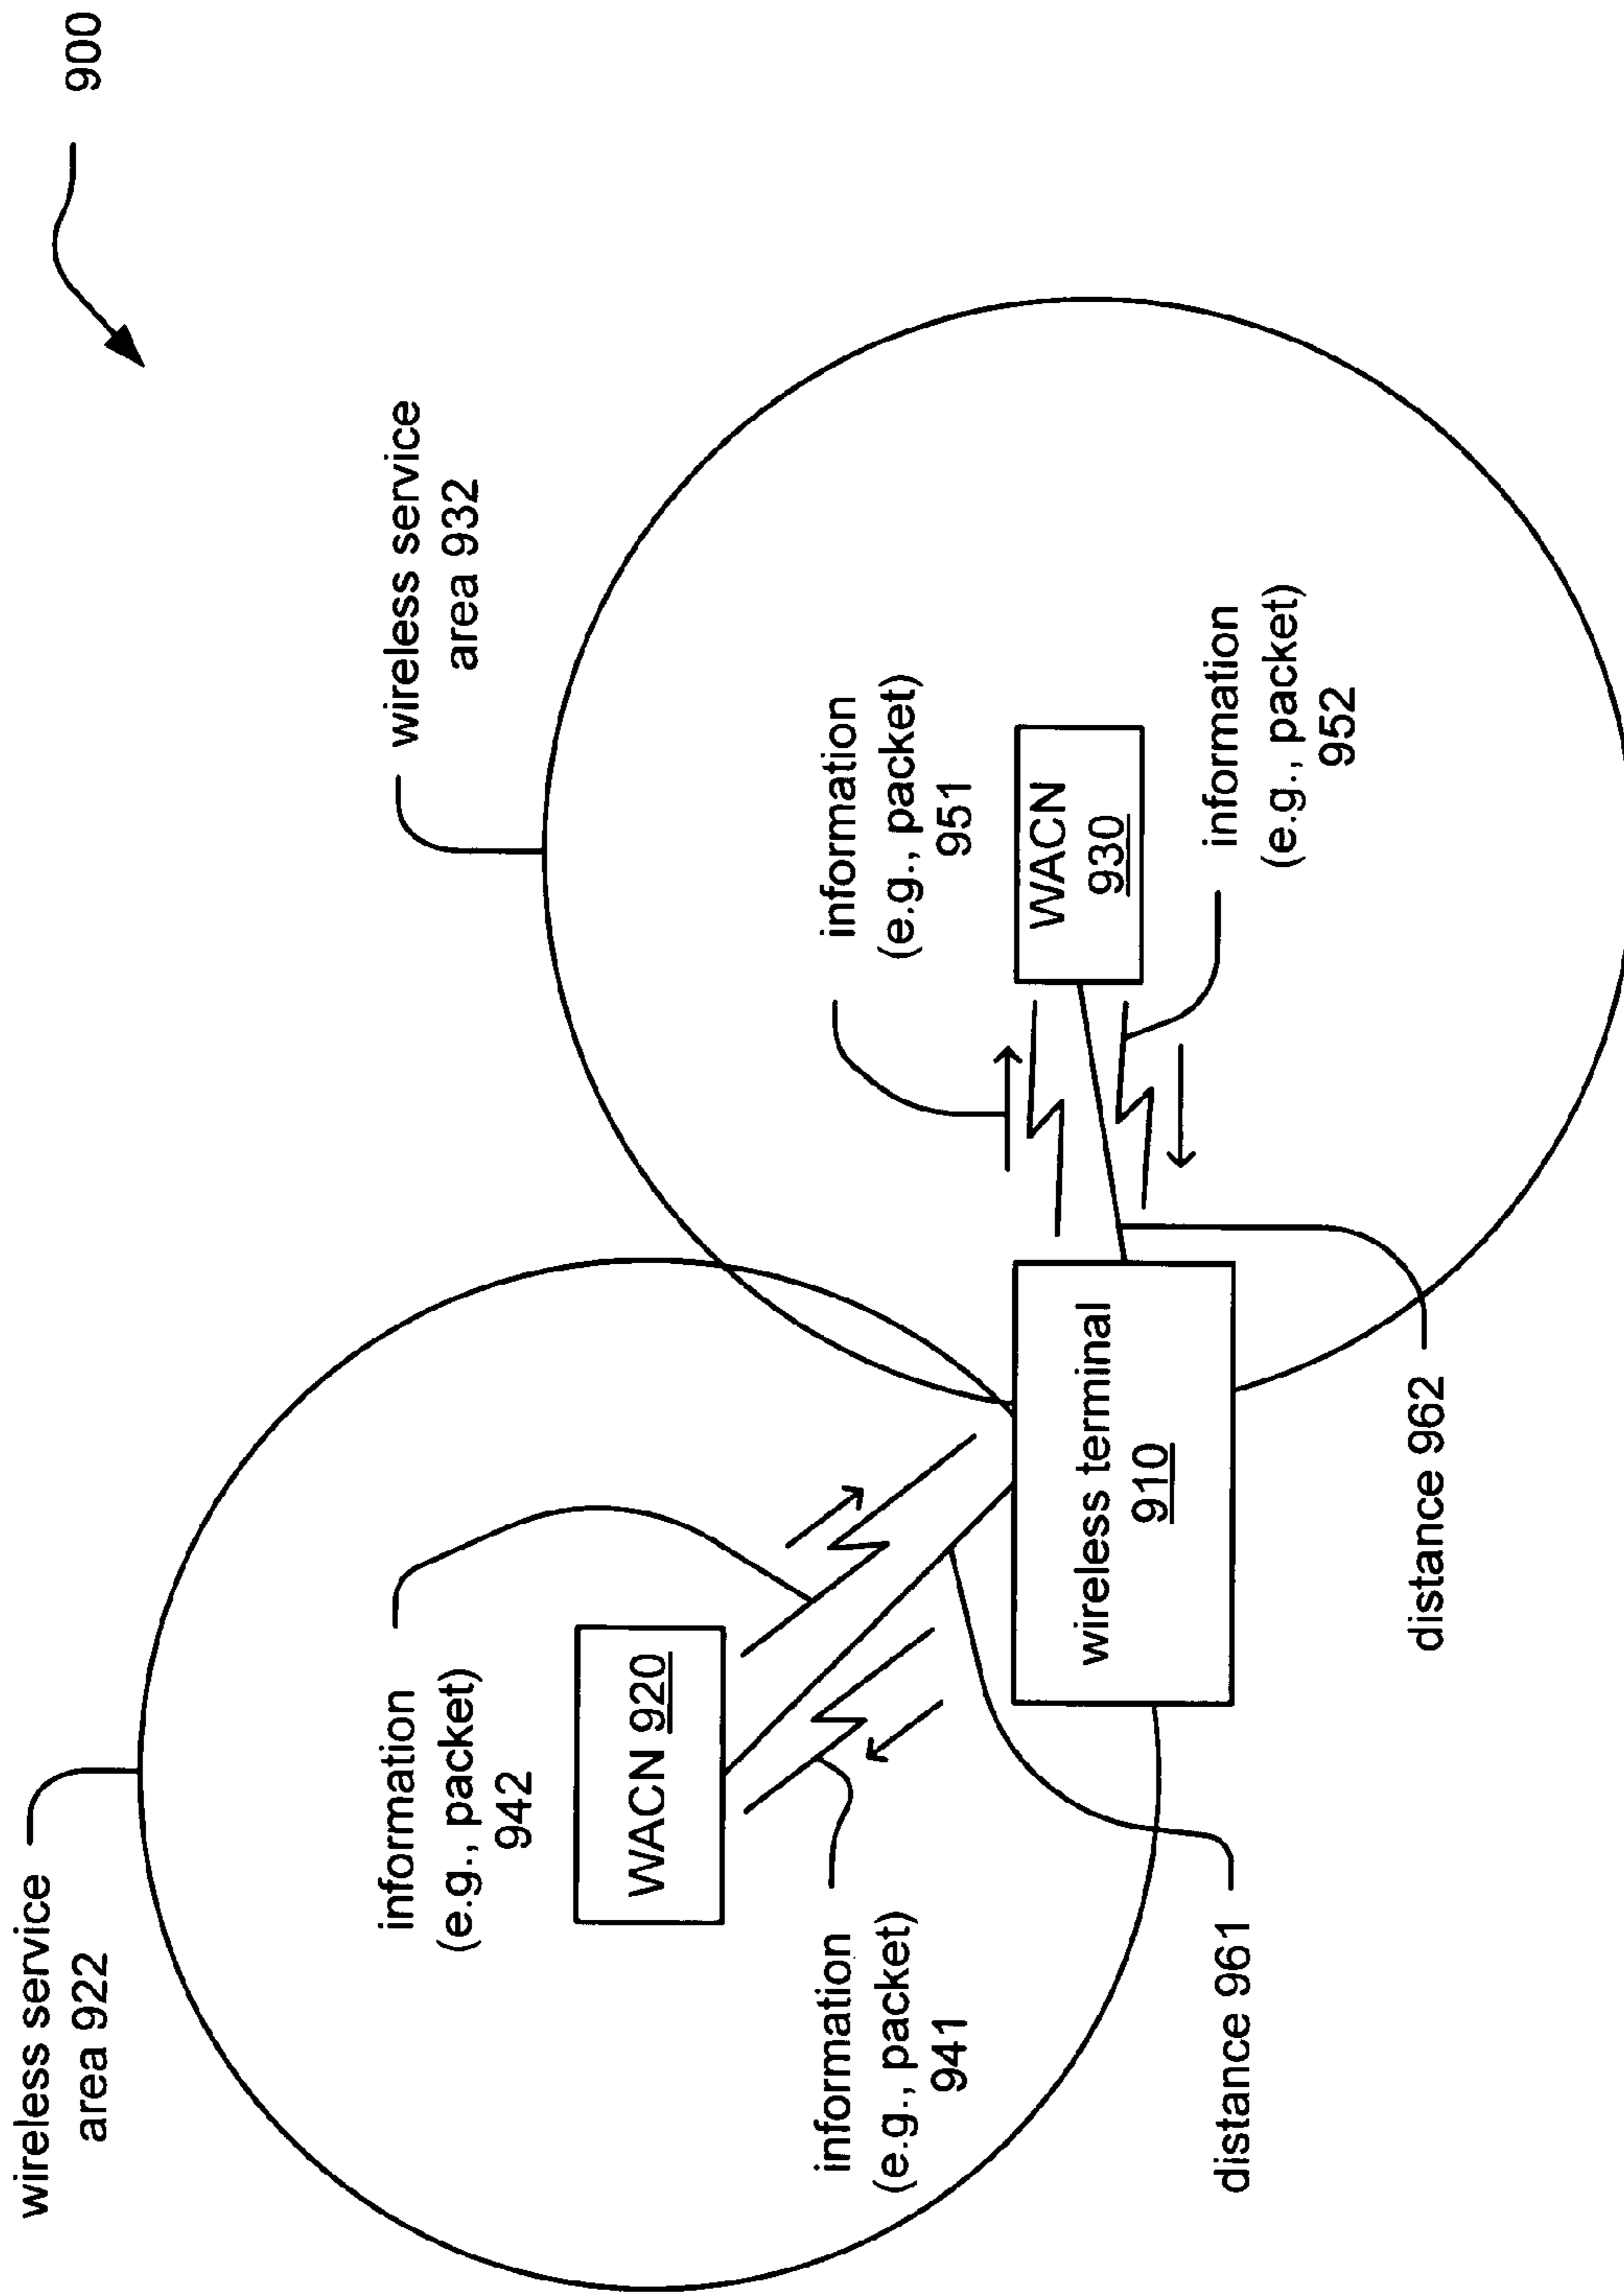 900
wireless service
area 922
wireless service
area 932
information
(e.g., packet)
942
WACN 920
information
(e.g., packet)
941
information
(e.g., packet)
951
WACN
930
information
(e.g., packet)
952
wireless terminal
910
distance 961
distance 962